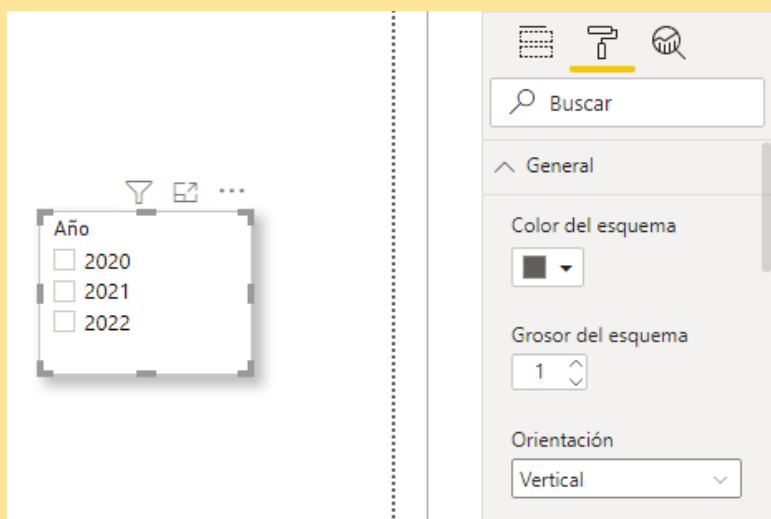 Año
2020
2021
2022
Buscar
General
Color del esquema
Grosor del esquema
1
Orientación
Vertical